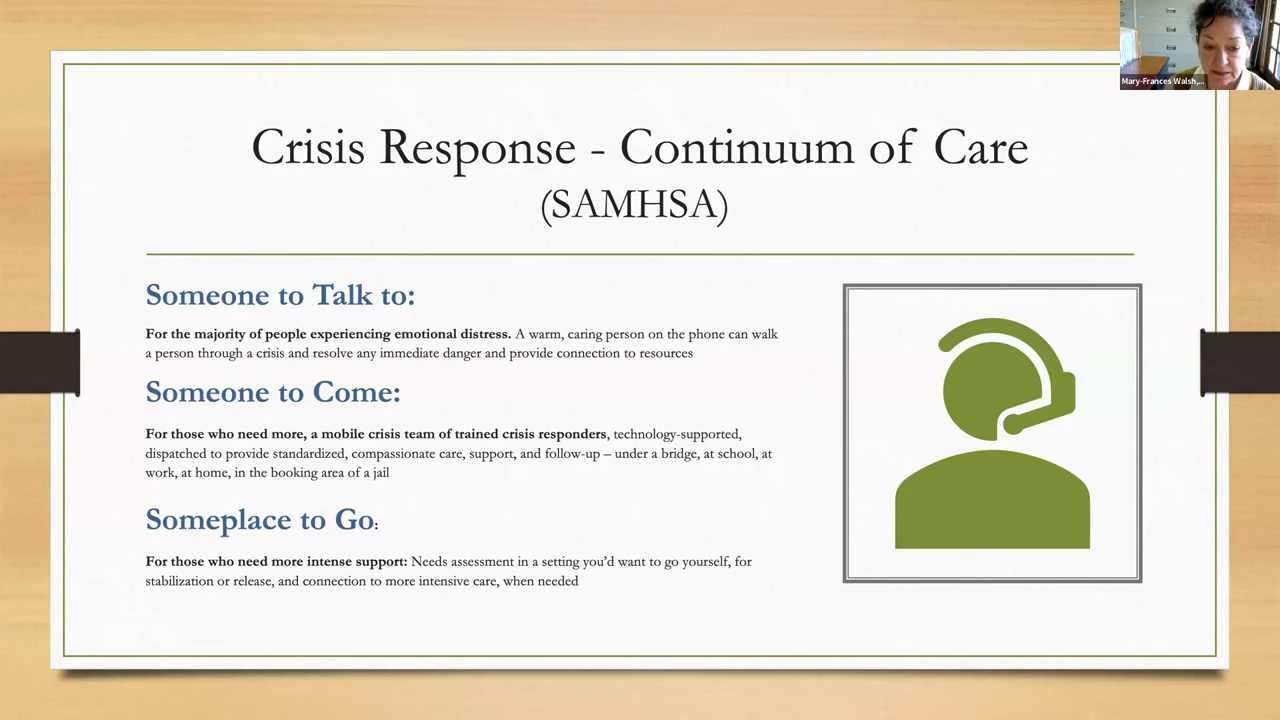 Mary-Frances Walsh,...
Crisis Response - Continuum of Care
(SAMHSA)
Someone to Talk to:
For the majority of people experiencing emotional distress. A warm, caring person on the phone can walk
a person through a crisis and resolve any immediate danger and provide connection to resources
Someone to Come:
For those who need more, a mobile crisis team of trained crisis responders, technology-supported,
dispatched to provide standardized, compassionate care, support, and follow-up – under a bridge, at school, at
work, at home, in the booking area of a jail
Someplace to Go:
For those who need more intense support: Needs assessment in a setting you’d want to go yourself, for
stabilization or release, and connection to more intensive care, when needed